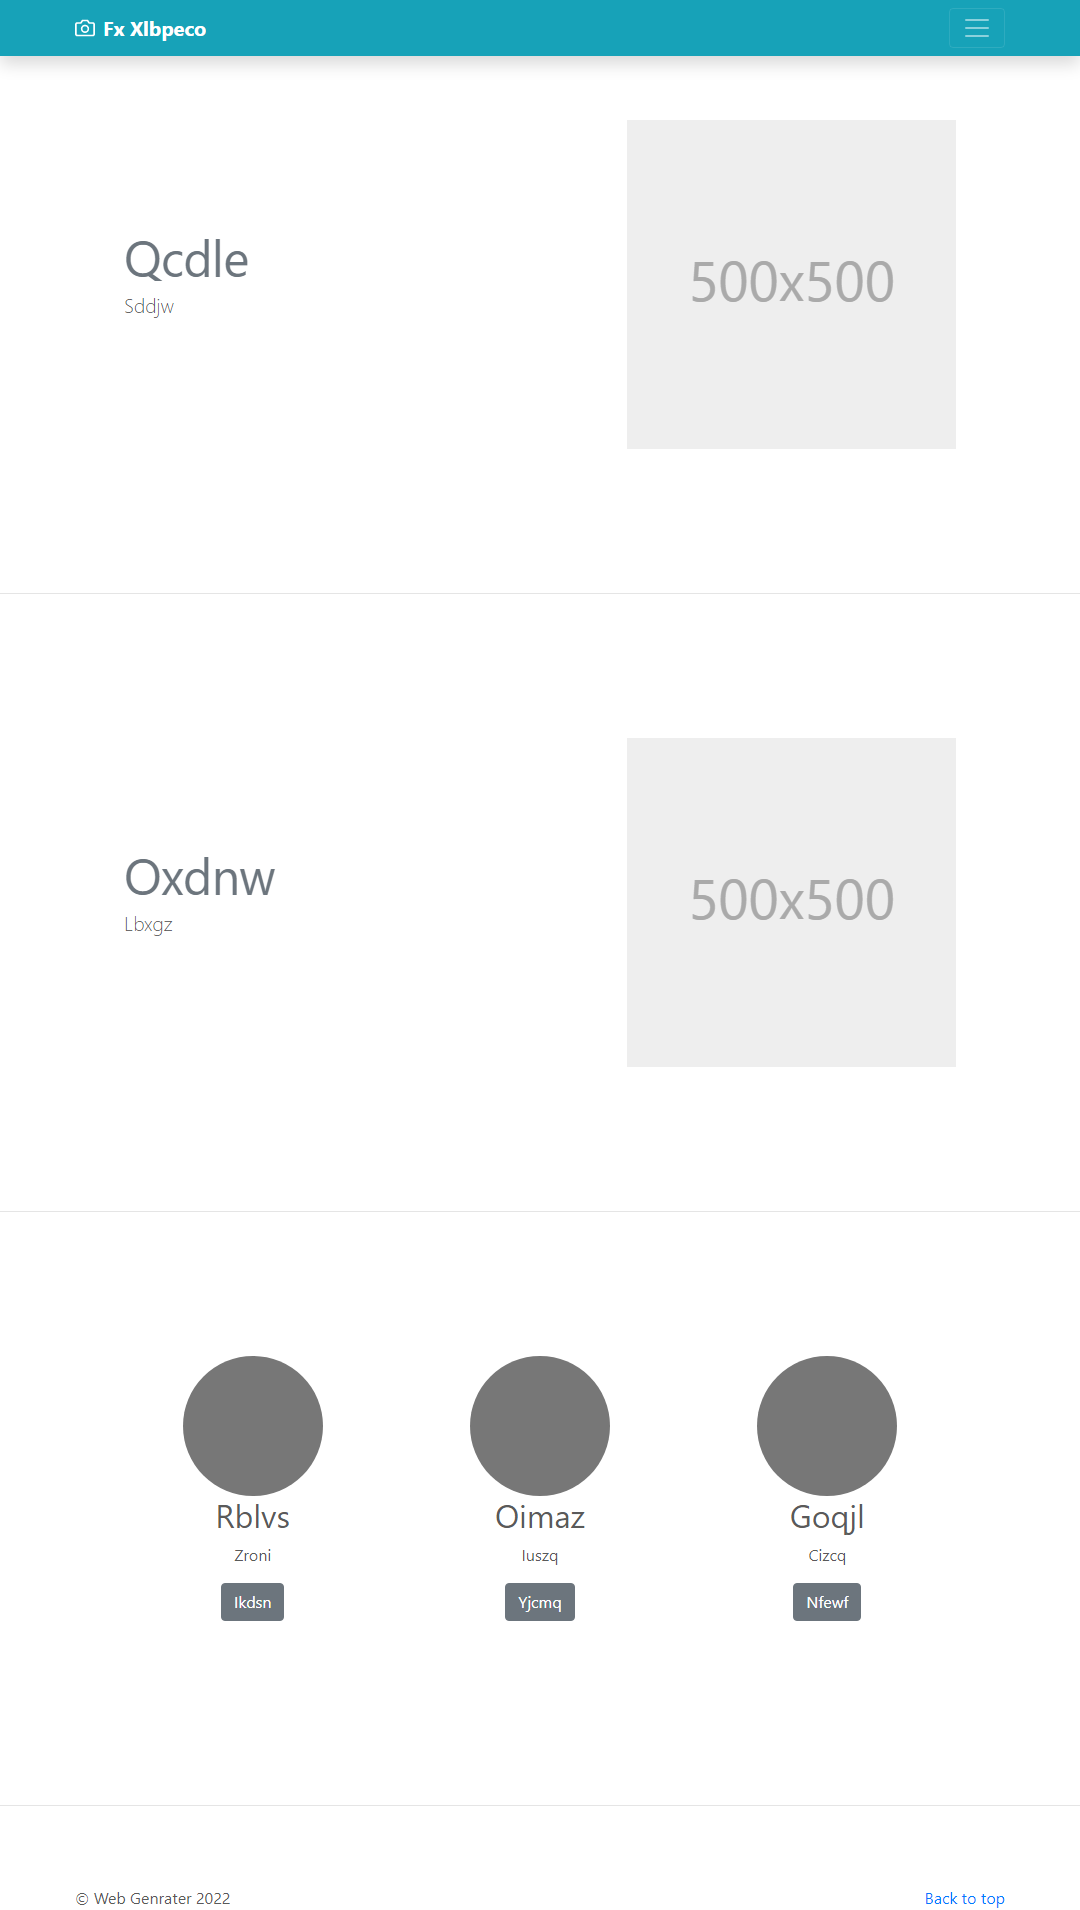 Fx Xlbpeco
Qcdle
Sddjw
500x500
Oxdnw
Lbxgz
500x500
Rblvs
Oimaz
Goqjl
Zroni
Iuszq
Cizcq
Ikdsn
Yjcmq
Nfewf
© Web Genrater 2022
Back to top